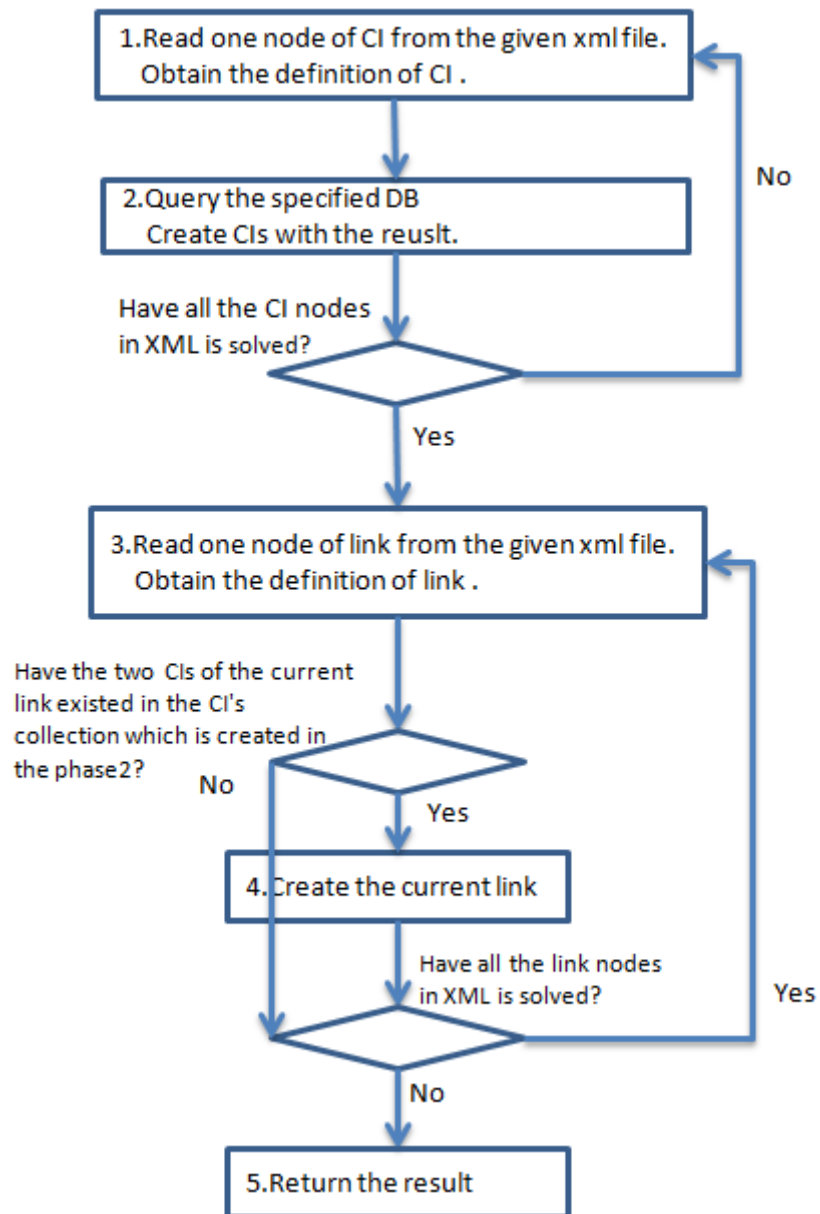 1.Read one node of CI from the given xml file.
Obtain the definition of CI .
No
2.Query the specified DB
Create CIs with the reuslt.
Have all the CI nodes
in XML is solved?
Yes
3.Read one node of link from the given xml file.
Obtain the definition of link .
Have the two CIs of the current
link existed in the CI's
collection which is created in
the phase2?
No
Yes
4.Create the current link
Have all the link nodes
in XML is solved?
Yes
No
5.Return the result